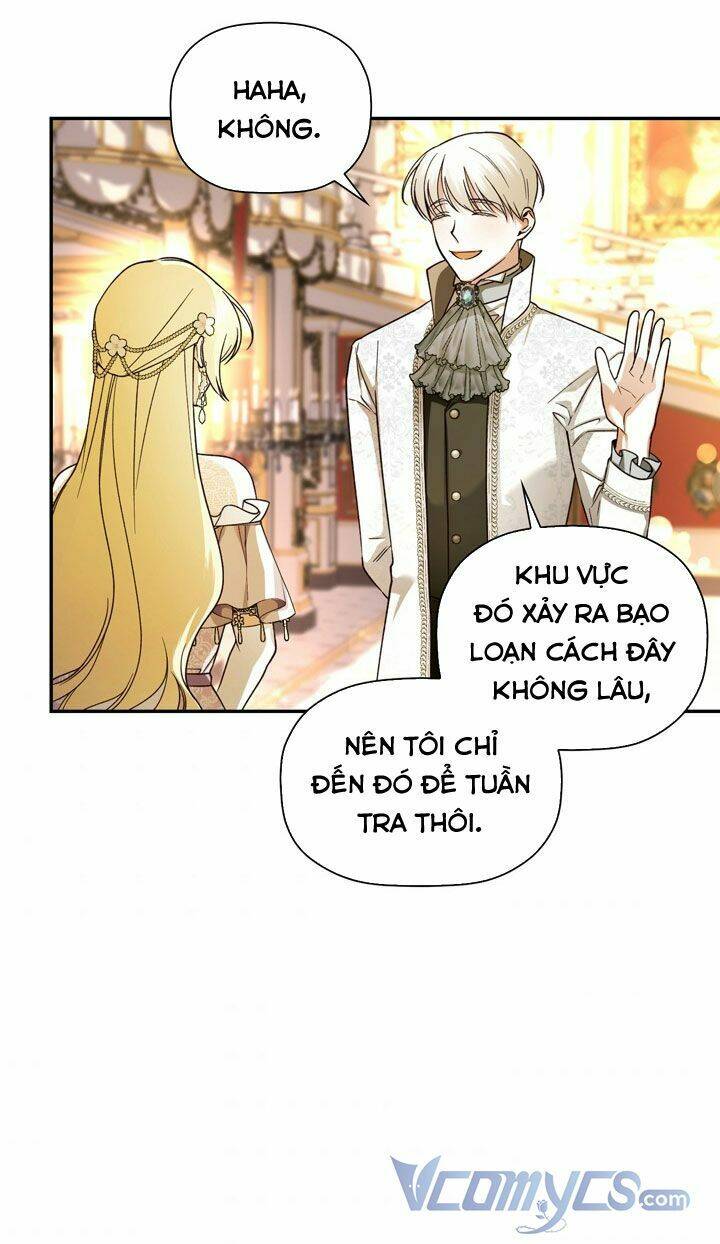 HAHA,
KHÔNG.
KHU VỰC
ĐÓ XẢY RA BẠO
LOẠN CÁCH ĐÂY
KHÔNG LÂU,
NÊN TÔI CHỈ
ĐẾN ĐÓ ĐỂ TUẦN
TRA THÔI.
VCOMYCS.com